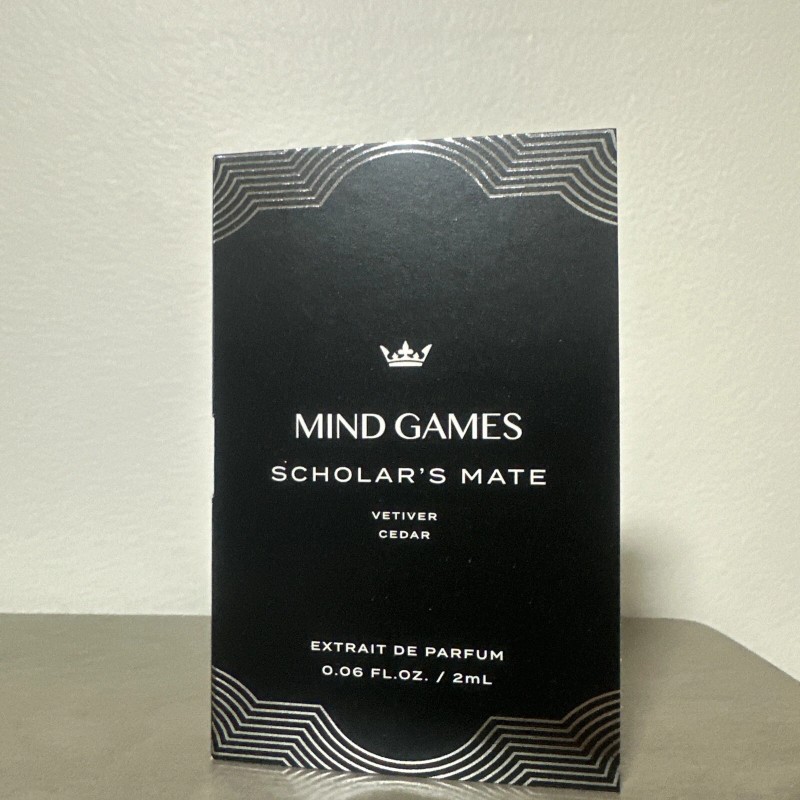 MIND GAMES
SCHOLAR'S MATE
VETIVER
CEDAR
EXTRAIT DE PARFUM
0.06 FL.OZ. / 2mL